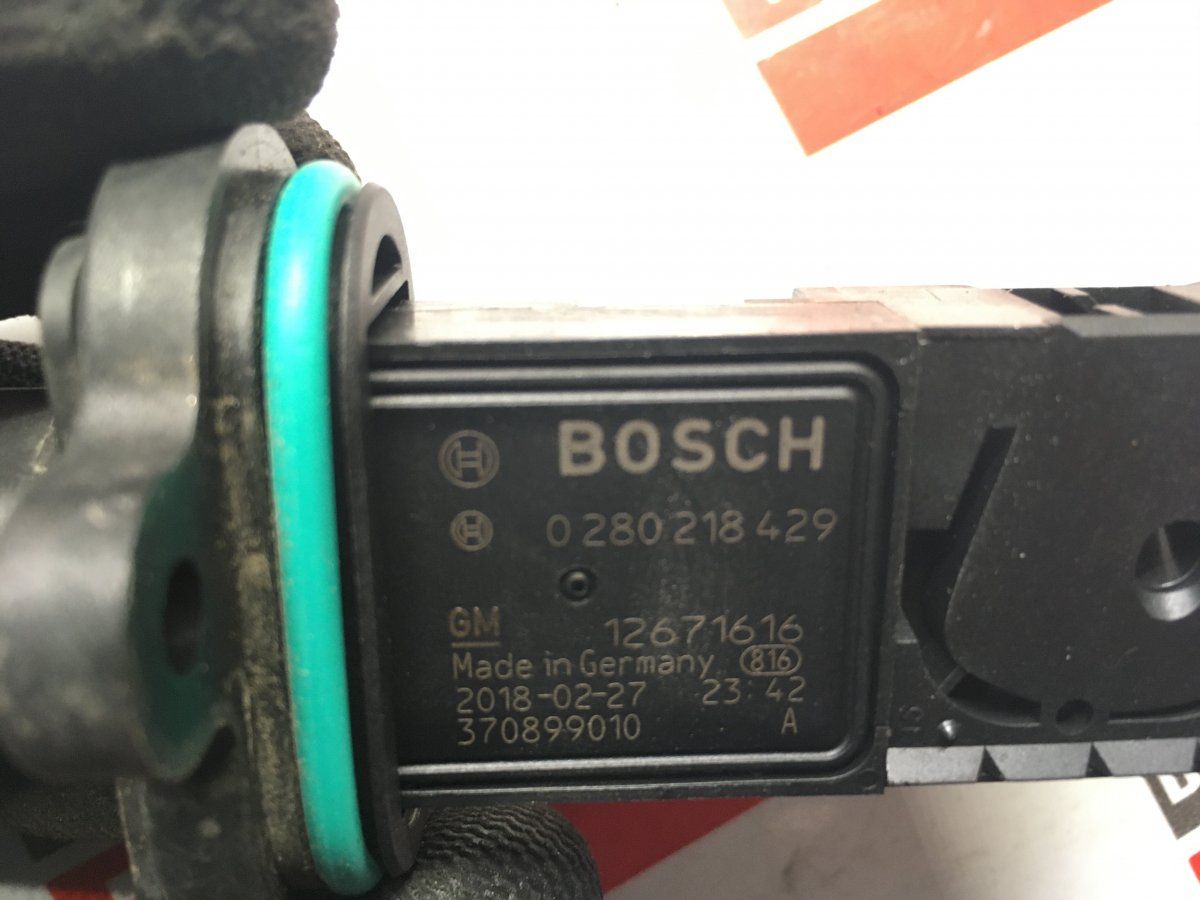 BOSCH
0 280 218 429
GM 12671616
Made in Germany 816
2018-02-27 23:42
370899010 A